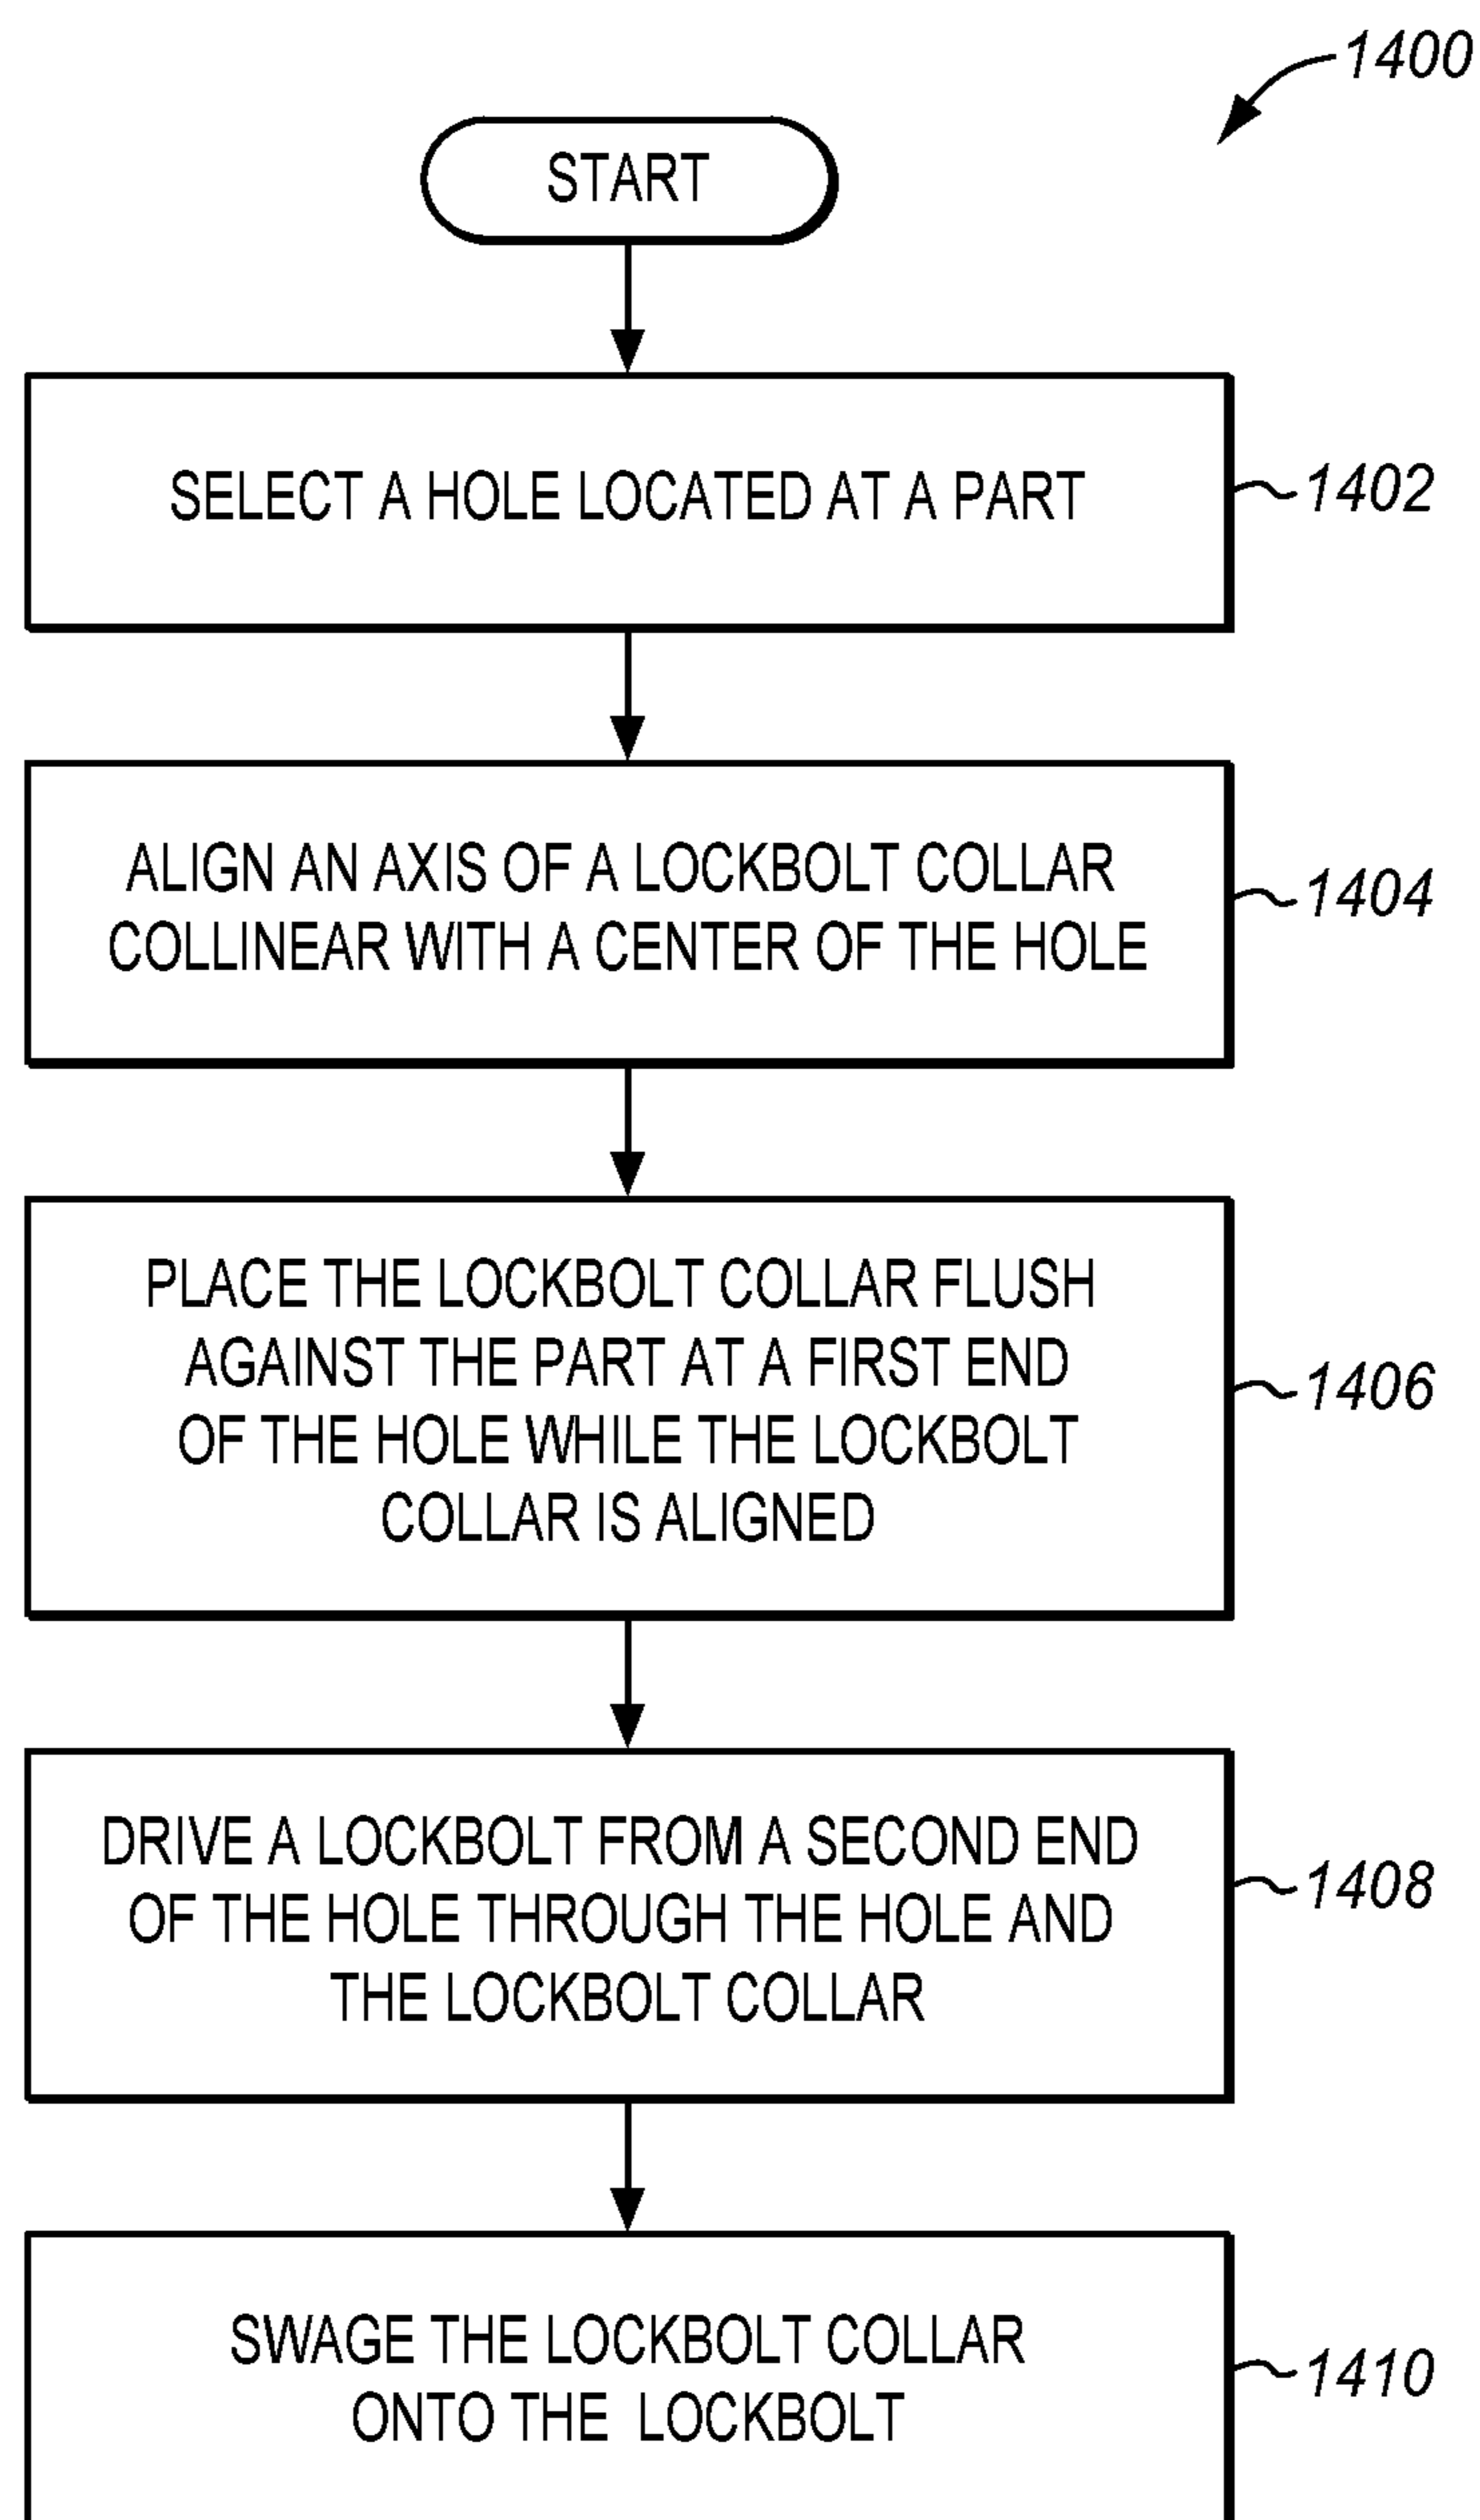 1400
START
SELECT A HOLE LOCATED AT A PART
1402
ALIGN AN AXIS OF A LOCKBOLT COLLAR
COLLINEAR WITH A CENTER OF THE HOLE
1404
PLACE THE LOCKBOLT COLLAR FLUSH
AGAINST THE PART AT A FIRST END
OF THE HOLE WHILE THE LOCKBOLT
COLLAR IS ALIGNED
1406
DRIVE A LOCKBOLT FROM A SECOND END
OF THE HOLE THROUGH THE HOLE AND
THE LOCKBOLT COLLAR
1408
SWAGE THE LOCKBOLT COLLAR
ONTO THE LOCKBOLT
1410